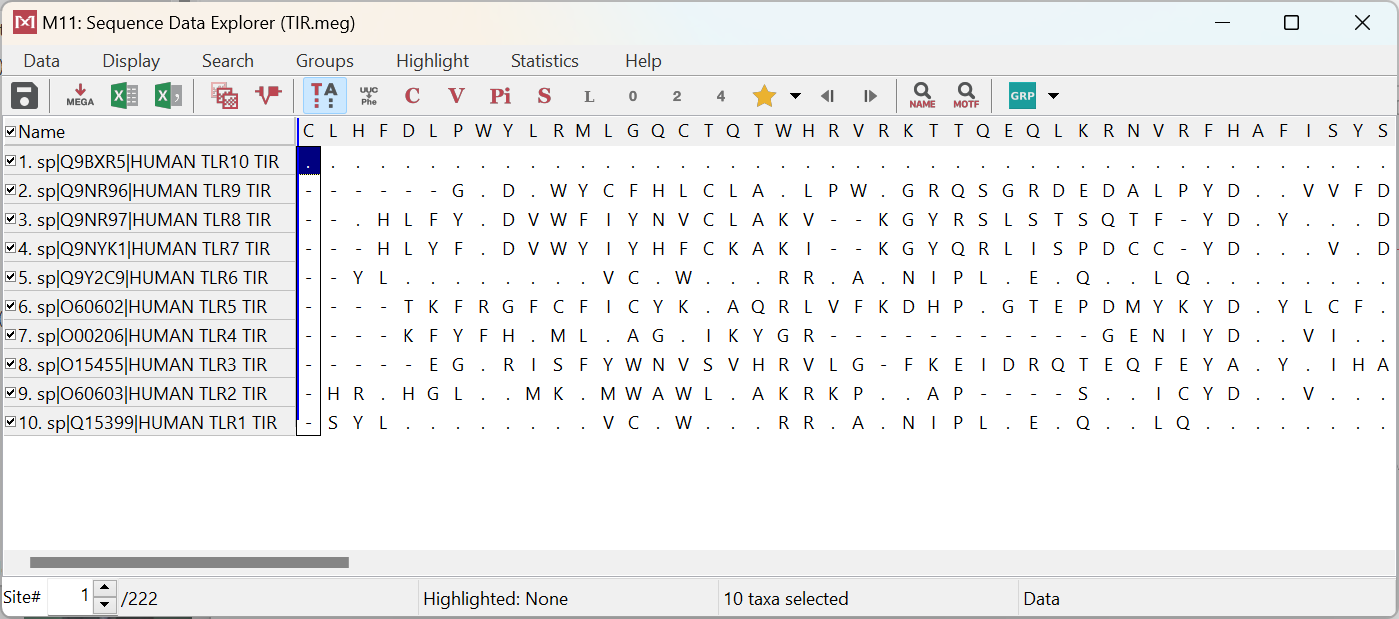 M11: Sequence Data Explorer (TIR.meg)
Data Display Search Groups Highlight Statistics Help
MEGA X X, UUC Phe TA C V Pi S L 0 2 4 NAME MOTF GRP
Name C L H F D L P W Y L R M L G Q C T Q T W H R V R K T T Q E Q L K R N V R F H A F I S Y S
1. sp|Q9BXR5|HUMAN TLR10 TIR . . . . . . . . . . . . . . . . . . . . . . . . . . . . . . . . . . . . . . . . . . . .
2. sp|Q9NR96|HUMAN TLR9 TIR - - - - - - G . D . W Y C F H L C L A . L P W . G R Q S G R D E D A L P Y D . . V V F D
3. sp|Q9NR97|HUMAN TLR8 TIR - - . H L F Y . D V W F I Y N V C L A K V - - K G Y R S L S T S Q T F - Y D . Y . . . D
4. sp|Q9NYK1|HUMAN TLR7 TIR - - - H L Y F . D V W Y I Y H F C K A K I - - K G Y Q R L I S P D C C - Y D . . . V . D
5. sp|Q9Y2C9|HUMAN TLR6 TIR - - Y L . . . . . . . . V C . W . . . R R . A . N I P L . E . Q . . L Q . . . . . . . .
6. sp|O60602|HUMAN TLR5 TIR - - - - T K F R G F C F I C Y K . A Q R L V F K D H P . G T E P D M Y K Y D . Y L C F .
7. sp|O00206|HUMAN TLR4 TIR - - - - K F Y F H . M L . A G . I K Y G R - - - - - - - - - - - G E N I Y D . . V I . .
8. sp|O15455|HUMAN TLR3 TIR - - - - - E G . R I S F Y W N V S V H R V L G - F K E I D R Q T E Q F E Y A . Y . I H A
9. sp|O60603|HUMAN TLR2 TIR - H R . H G L . . M K . M W A W L . A K R K P . . A P - - - - S . . I C Y D . . V . . .
10. sp|Q15399|HUMAN TLR1 TIR - S Y L . . . . . . . . V C . W . . . R R . A . N I P L . E . Q . . L Q . . . . . . . .
Site# 1 /222 Highlighted: None 10 taxa selected Data